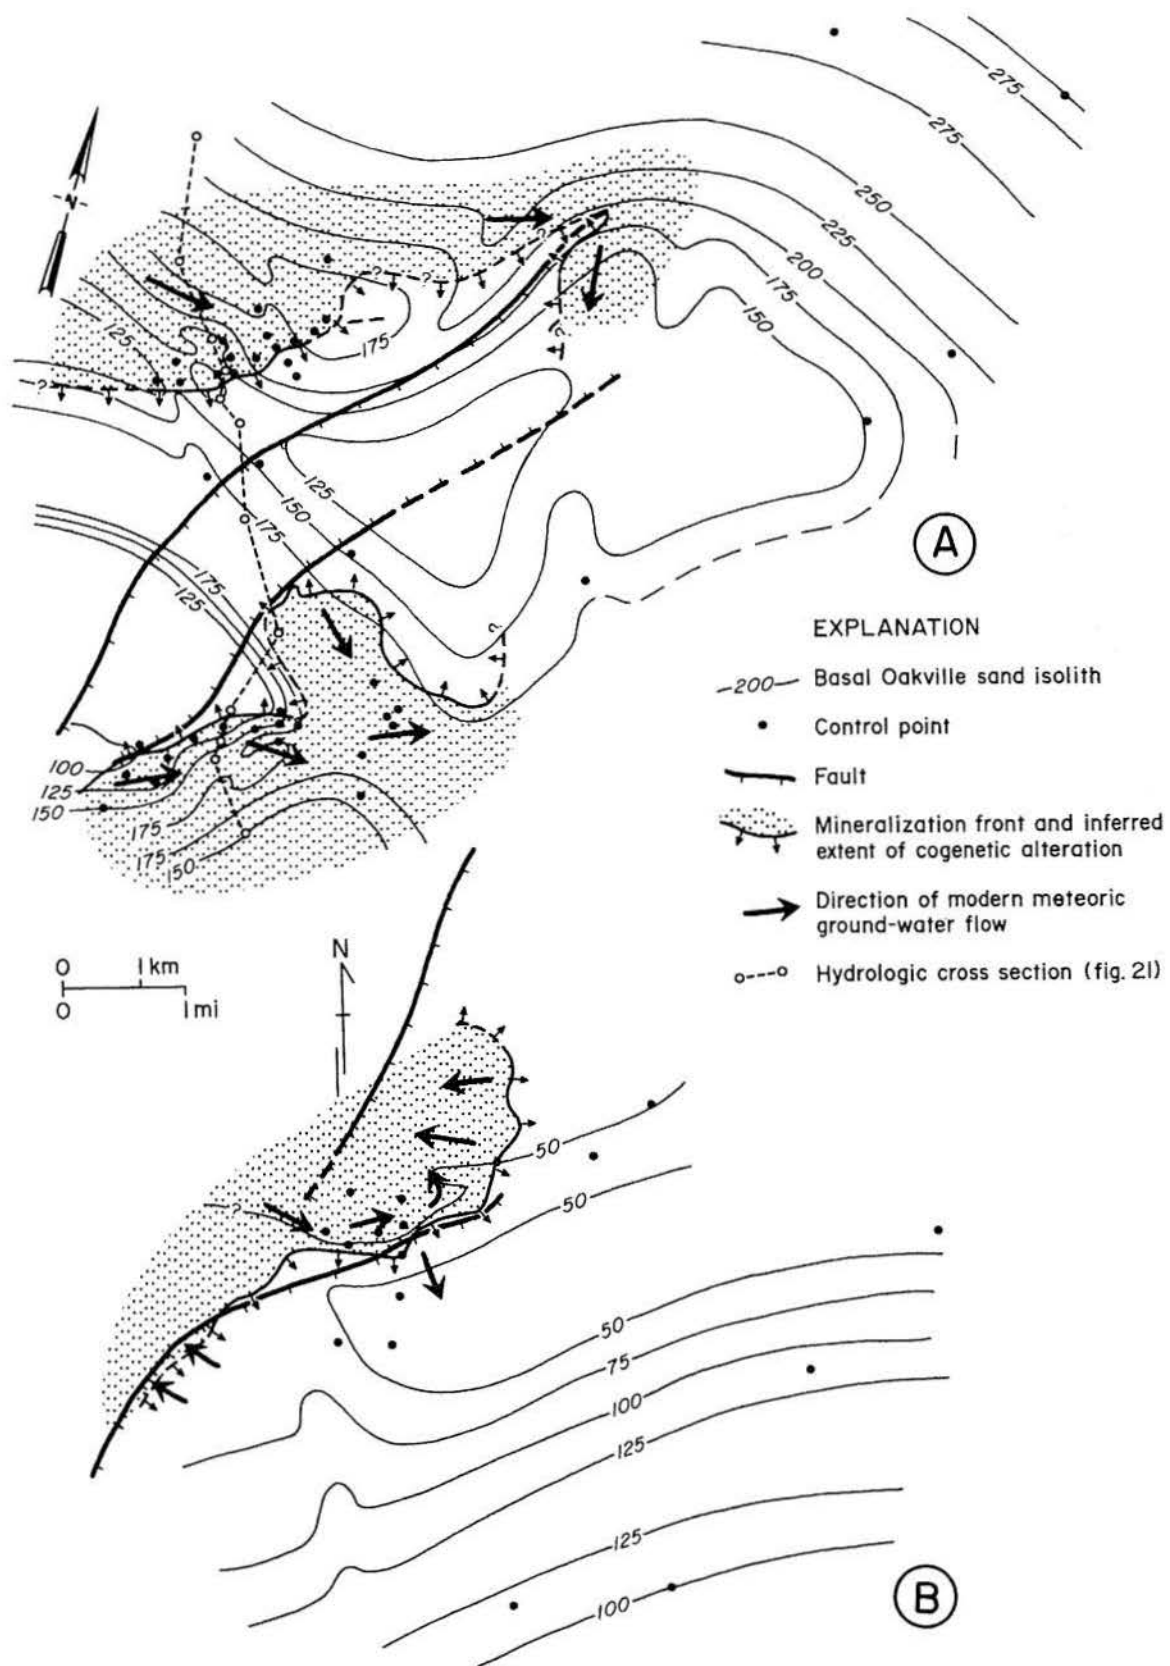 275
275
250
225
200
175
150
N
?
?
?
?
125
175
?
?
125
150
175
175
125
?
A
EXPLANATION
200 Basal Oakville sand isolith
Control point
Fault
Mineralization front and inferred
extent of cogenetic alteration
Direction of modern meteoric
ground-water flow
Hydrologic cross section (fig. 21)
100
125
150
175
175
150
0 1 km
0 1 mi
N
50
50
?
50
75
100
125
125
100
B